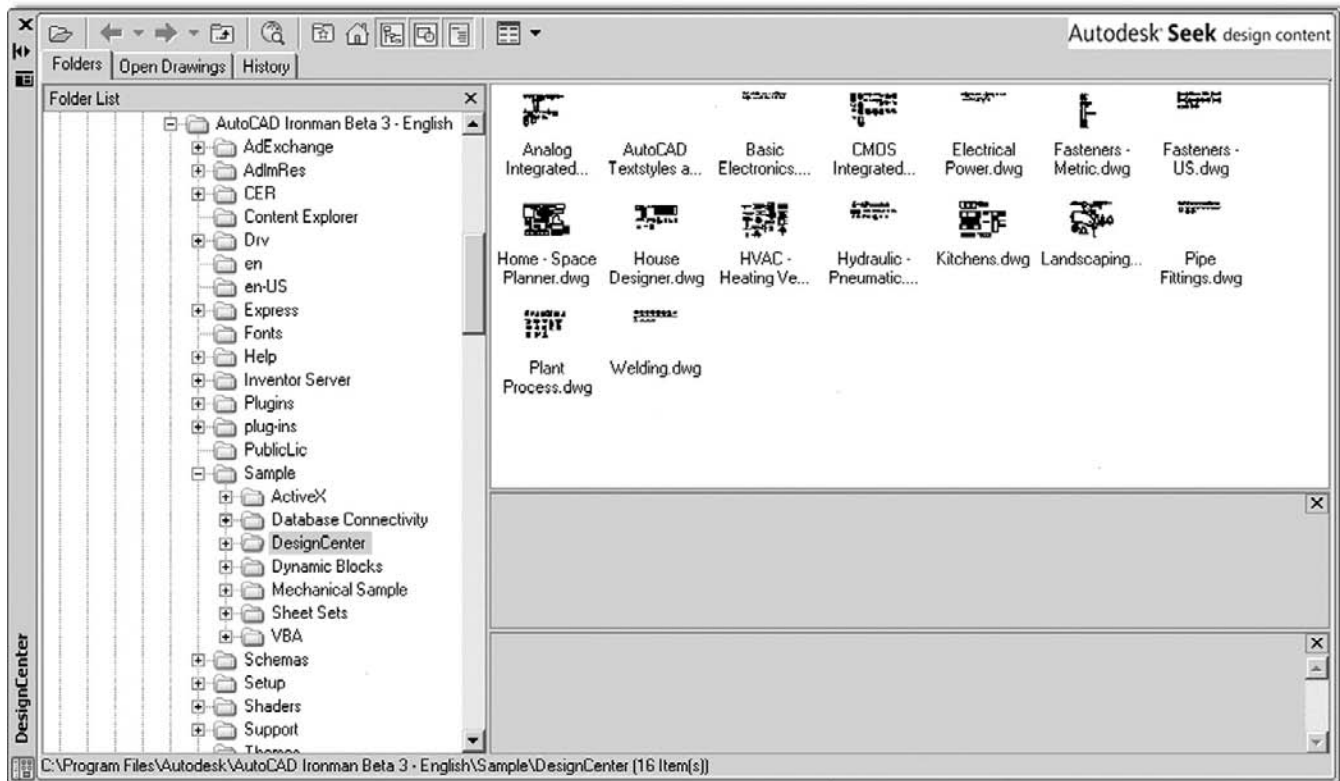 Autodesk® Seek design content
Folders
Open Drawings
History
Folder List
AutoCAD Ironman Beta 3 - English
AdExchange
AdlmRes
CER
Content Explorer
Drv
en
en-US
Express
Fonts
Help
Inventor Server
Plugins
plug-ins
PublicLic
Sample
ActiveX
Database Connectivity
DesignCenter
Dynamic Blocks
Mechanical Sample
Sheet Sets
VBA
Schemas
Setup
Shaders
Support
Themes
Analog
Integrated...
AutoCAD
Textstyles a...
Basic
Electronics....
CMOS
Integrated...
Electrical
Power.dwg
Fasteners -
Metric.dwg
Fasteners -
US.dwg
Home - Space
Planner.dwg
House
Designer.dwg
HVAC -
Heating Ve...
Hydraulic -
Pneumatic....
Kitchens.dwg
Landscaping...
Pipe
Fittings.dwg
Plant
Process.dwg
Welding.dwg
DesignCenter
C:\Program Files\Autodesk\AutoCAD Ironman Beta 3 - English\Sample\DesignCenter (16 Item(s))